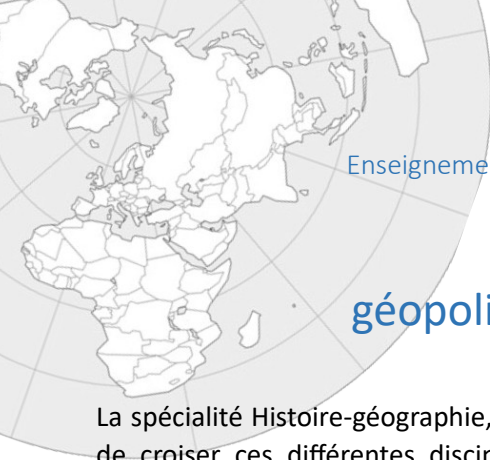 Enseigneme
géopoli
La spécialité Histoire-géographie,
de croiser ces différentes discip